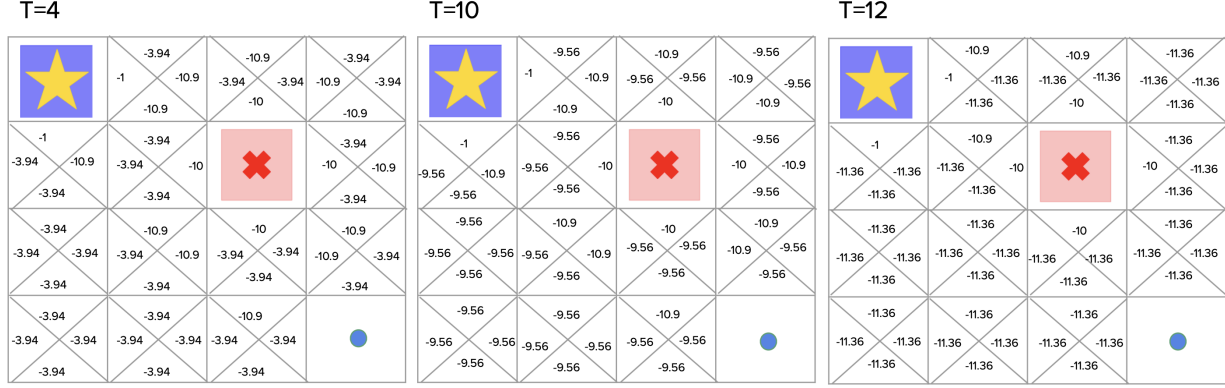 T=4
-3.94 -10.9 -3.94
-1 -10.9 -3.94 -3.94 -10.9 -3.94
-10.9 -10 -10.9
-1 -3.94 -3.94
-3.94 -10.9 -3.94 -10 -10 -10.9
-3.94 -3.94 -3.94
-3.94 -10.9 -10 -10.9
-3.94 -3.94 -3.94 -10.9 -3.94 -3.94 -10.9 -3.94
-3.94 -3.94 -3.94 -3.94
-3.94 -3.94 -10.9
-3.94 -3.94 -3.94 -3.94 -3.94 -3.94
-3.94 -3.94 -3.94
T=10
-9.56 -10.9 -9.56
-1 -10.9 -9.56 -9.56 -10.9 -9.56
-10.9 -10 -10.9
-1 -9.56 -9.56
-9.56 -10.9 -9.56 -10 -10 -10.9
-9.56 -9.56 -9.56
-9.56 -10.9 -10 -10.9
-9.56 -9.56 -9.56 -10.9 -9.56 -9.56 -10.9 -9.56
-9.56 -9.56 -9.56 -9.56
-9.56 -9.56 -10.9
-9.56 -9.56 -9.56 -9.56 -9.56 -9.56
-9.56 -9.56 -9.56
T=12
-10.9 -10.9 -11.36
-1 -11.36 -11.36 -11.36 -11.36 -11.36
-11.36 -10 -11.36
-1 -10.9 -11.36
-11.36 -11.36 -11.36 -10 -10 -11.36
-11.36 -11.36 -11.36
-11.36 -11.36 -10 -11.36
-11.36 -11.36 -11.36 -11.36 -11.36 -11.36 -11.36 -11.36
-11.36 -11.36 -11.36 -11.36
-11.36 -11.36 -11.36
-11.36 -11.36 -11.36 -11.36 -11.36 -11.36
-11.36 -11.36 -11.36